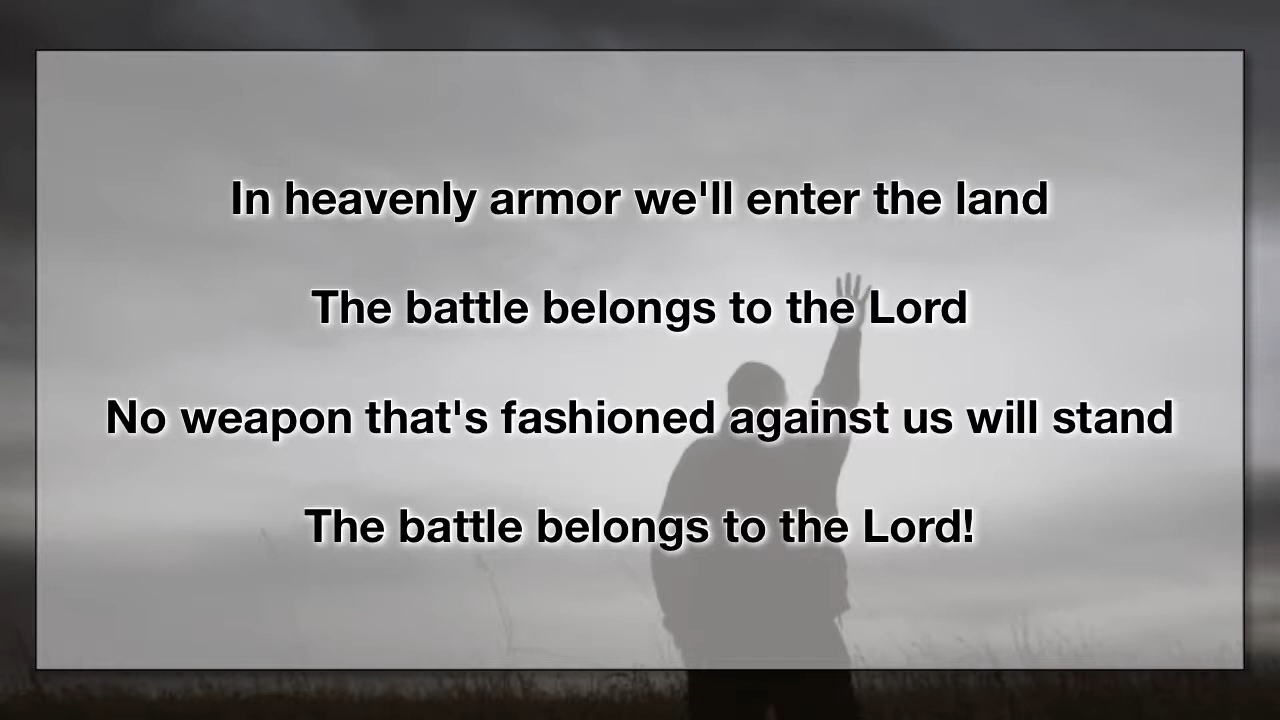 In heavenly armor we'll enter the land
The battle belongs to the Lord
No weapon that's fashioned against us will stand
The battle belongs to the Lord!